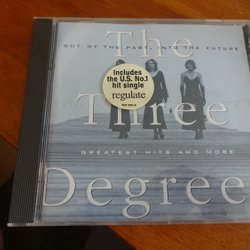 The
OUT OF THE PAST, INTO THE FUTURE
Includes
the U.S. No.1
hit single
regulate
Three
GREATEST HITS AND MORE
Degree